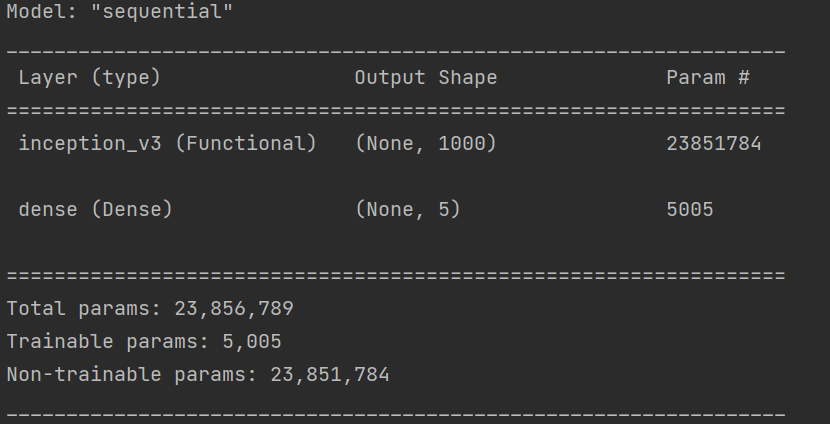 Model: "sequential"
_________________________________________________________________
Layer (type) Output Shape Param #
=================================================================
inception_v3 (Functional) (None, 1000) 23851784
dense (Dense) (None, 5) 5005
=================================================================
Total params: 23,856,789
Trainable params: 5,005
Non-trainable params: 23,851,784
_________________________________________________________________